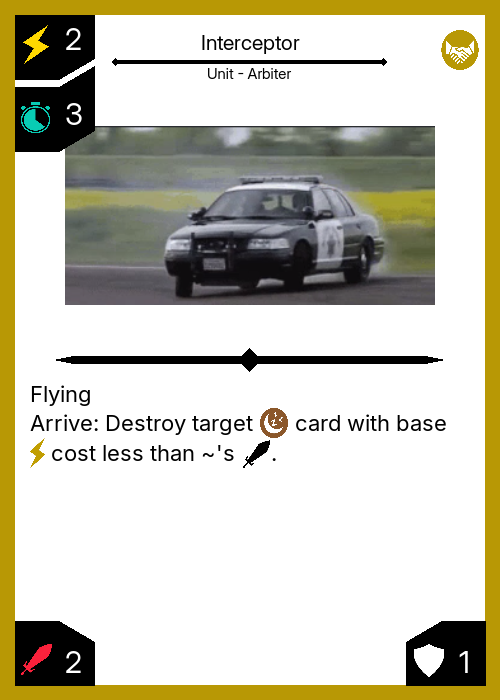 2
Interceptor
Unit - Arbiter
3
Flying
Arrive: Destroy target card with base
cost less than ~'s .
2
1